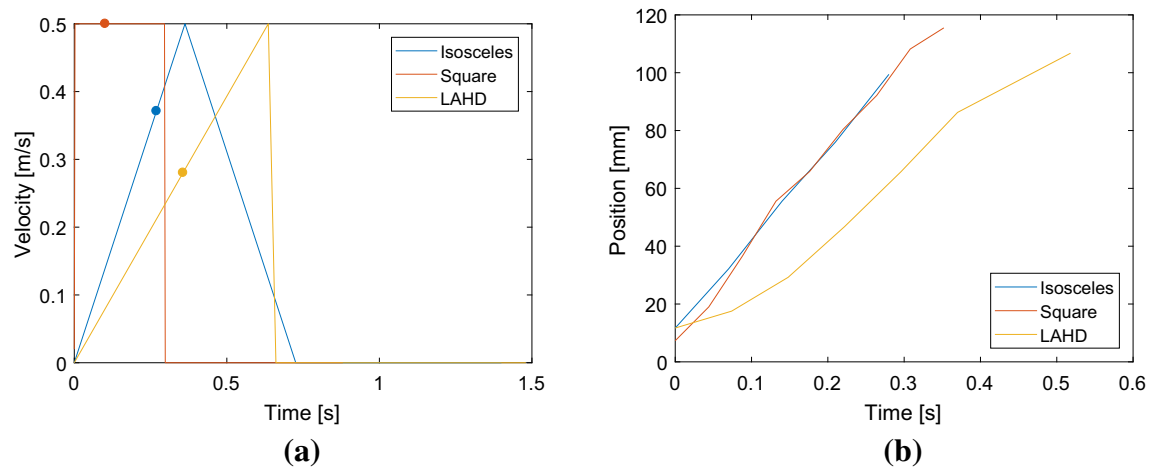 0.5
0.4
0.3
0.2
0.1
0
Velocity [m/s]
Isosceles
Square
LAHD
0 0.5 1 1.5
Time [s]
(a)
120
100
80
60
40
20
0
Position [mm]
Isosceles
Square
LAHD
0 0.1 0.2 0.3 0.4 0.5 0.6
Time [s]
(b)